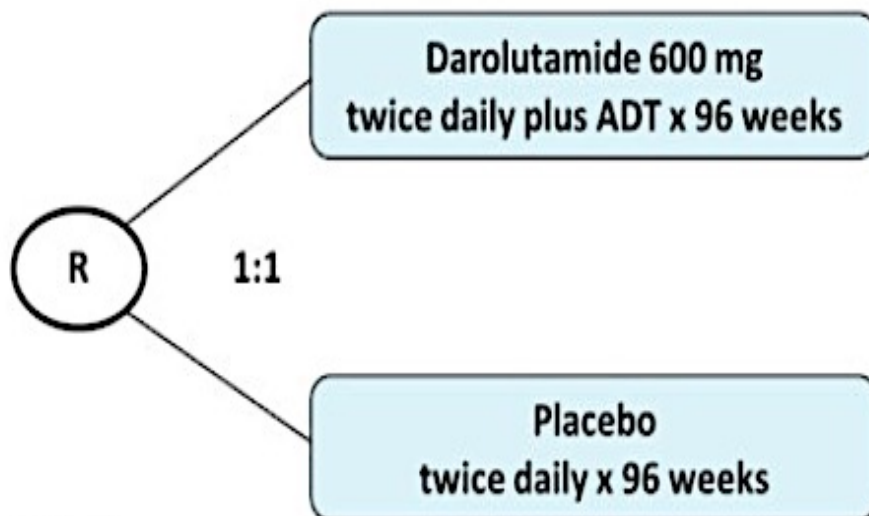 Darolutamide 600 mg
twice daily plus ADT x 96 weeks
R
1:1
Placebo
twice daily x 96 weeks